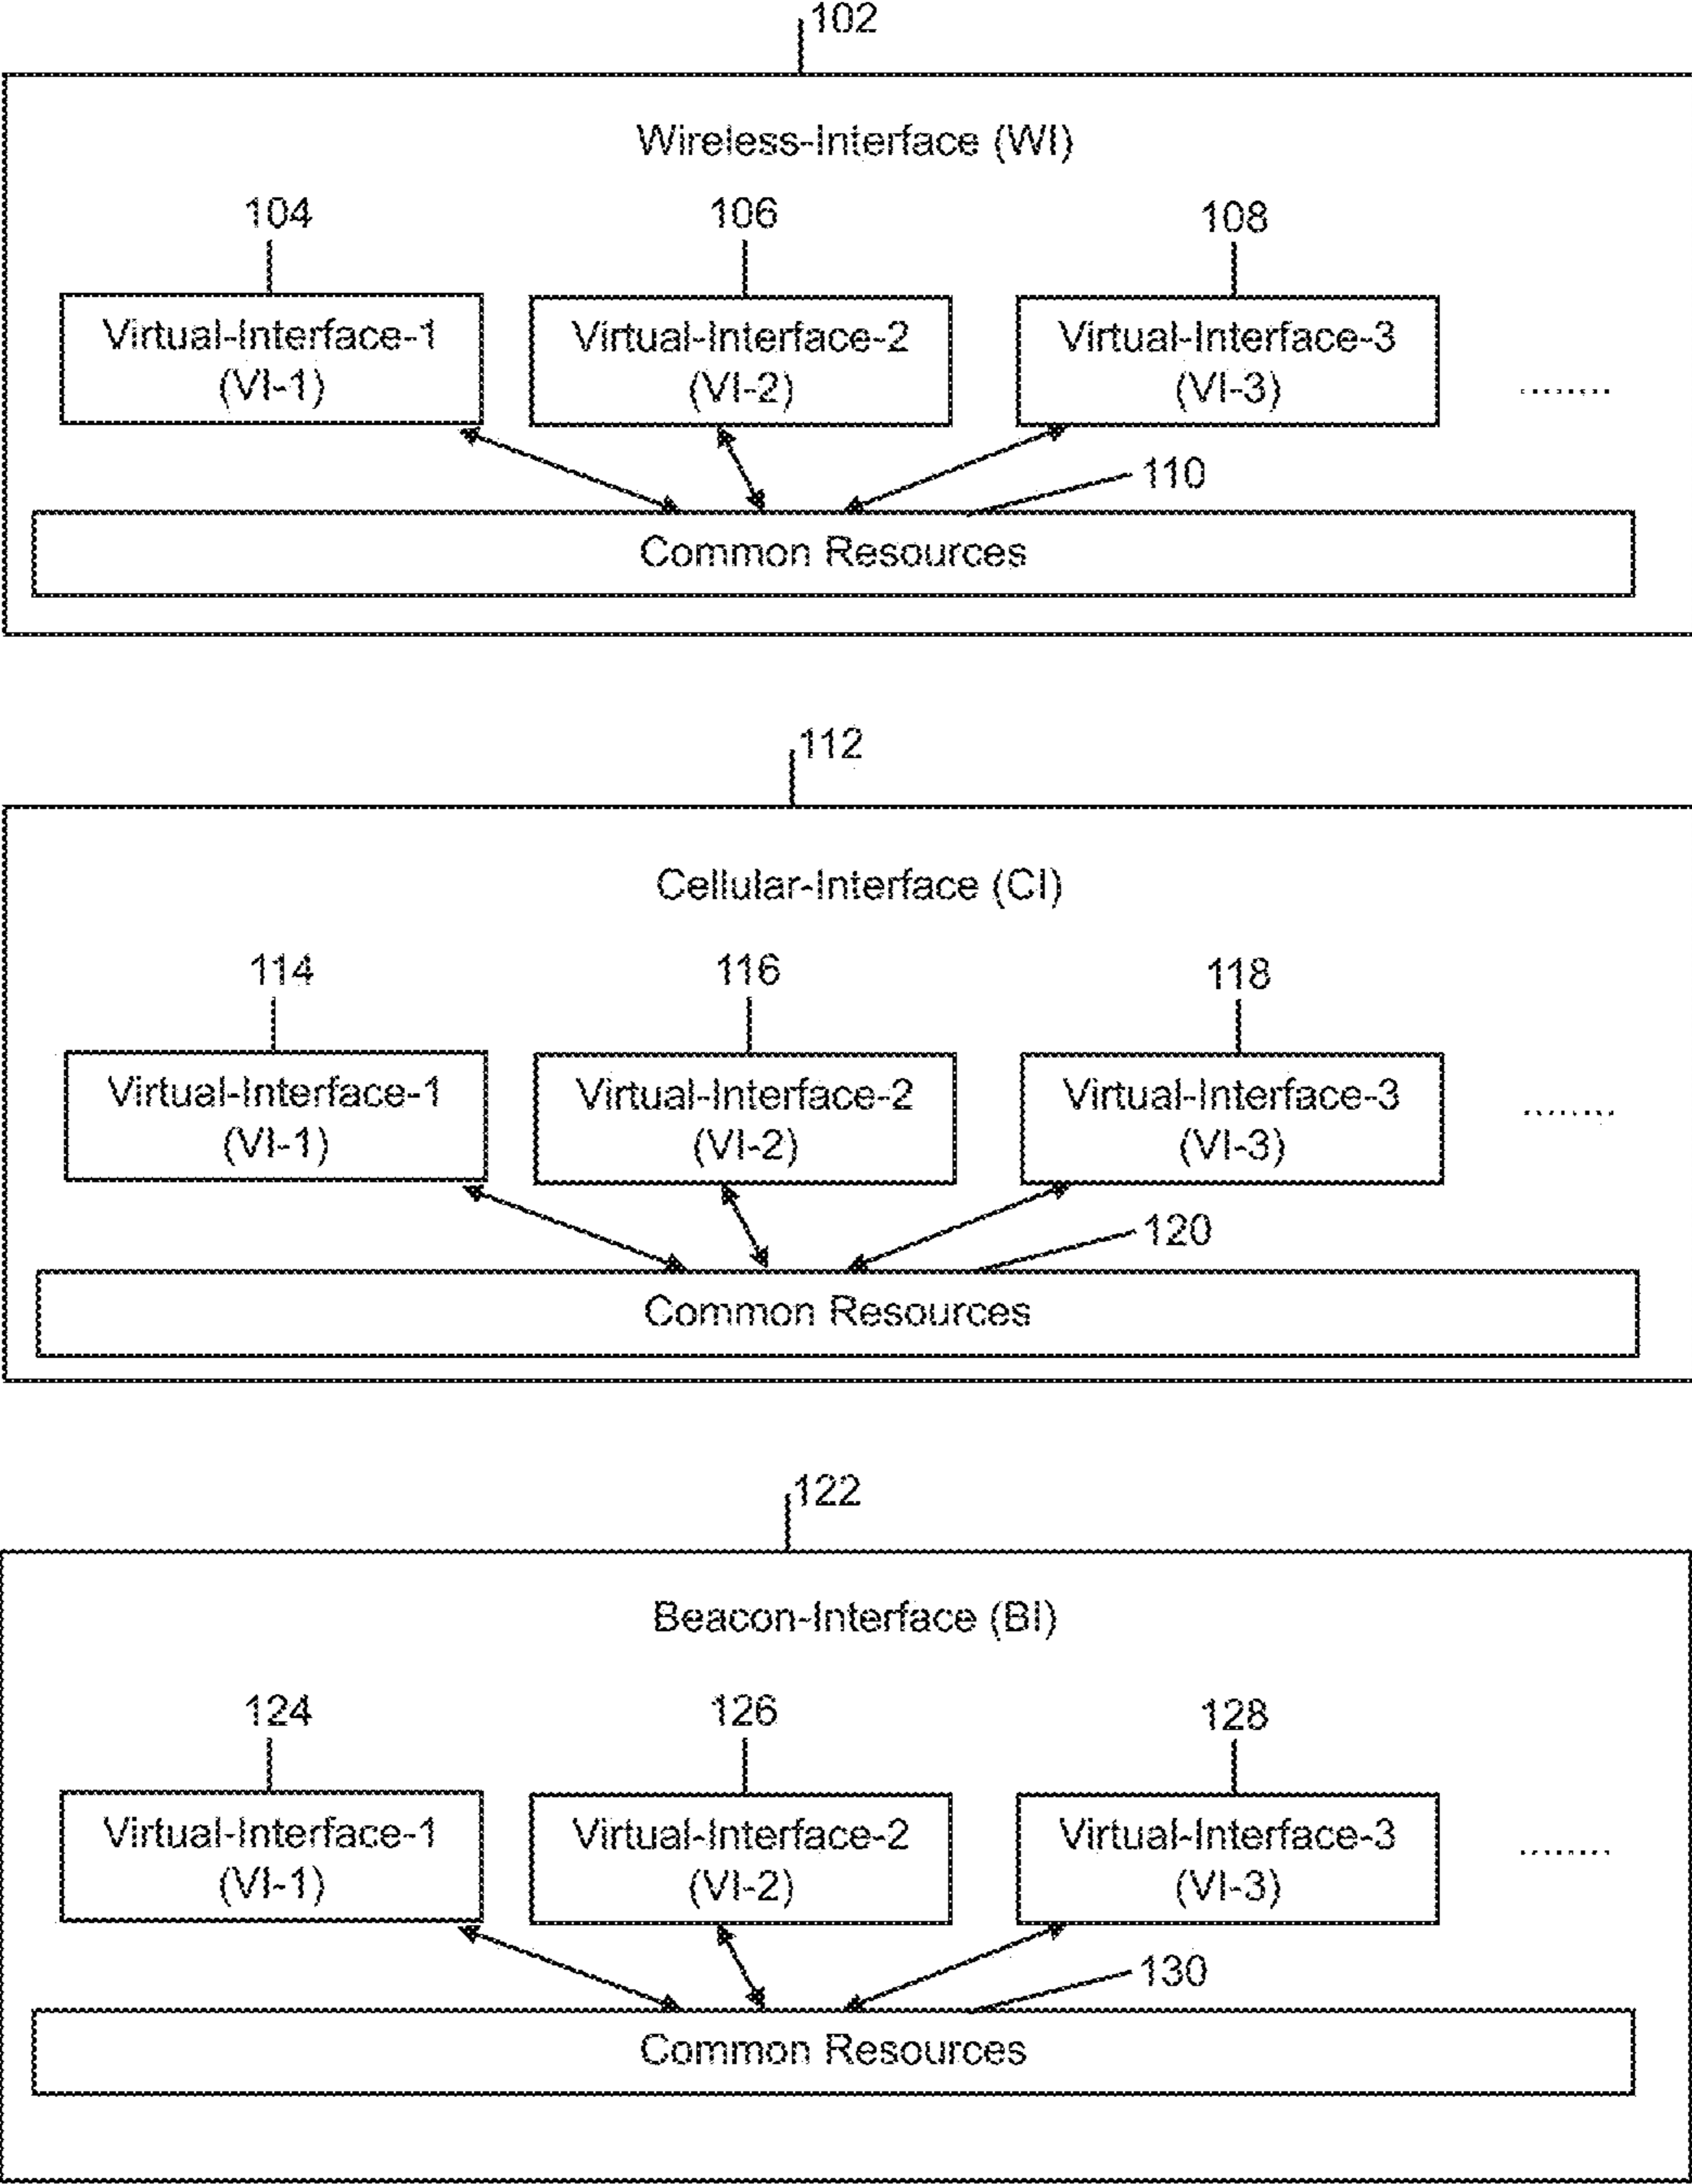 102
Wireless-Interface (WI)
104 106 108
Virtual-Interface-1 Virtual-Interface-2 Virtual-Interface-3
(VI-1) (VI-2) (VI-3) ........
110
Common Resources
112
Cellular-Interface (CI)
114 116 118
Virtual-Interface-1 Virtual-Interface-2 Virtual-Interface-3
(VI-1) (VI-2) (VI-3) ........
120
Common Resources
122
Beacon-Interface (BI)
124 126 128
Virtual-Interface-1 Virtual-Interface-2 Virtual-Interface-3
(VI-1) (VI-2) (VI-3) ........
130
Common Resources